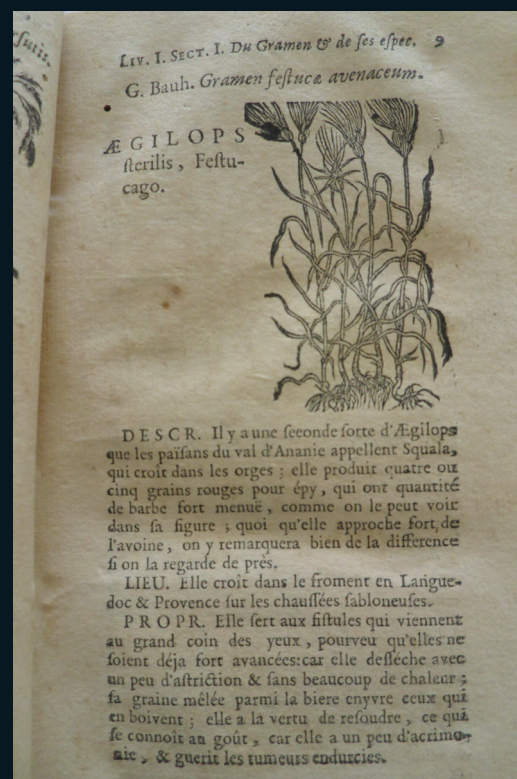 LIV. I. SECT. I. Du Gramen & de ſes eſpec. 9
G. Bauh. Gramen feſtucæ avenaceum.
ÆGILOPS
ſterilis, Feſtu-
cago.
DESCR. Il y a une ſeconde ſorte d'Ægilops
que les païſans du val d'Ananie appellent Squala,
qui croît dans les orges : elle produit quatre ou
cinq grains rouges pour épy, qui ont quantité
de barbe fort menuë, comme on le peut voir
dans ſa figure ; quoi qu'elle approche fort de
l'avoine, on y remarquera bien de la difference
ſi on la regarde de prés.
LIEU. Elle croît dans le froment en Langue-
doc & Provence ſur les chauſſées ſabloneuſes.
PROPR. Elle ſert aux fiſtules qui viennent
au grand coin des yeux, pourveu qu'elles ne
ſoient déja fort avancées: car elle deſſéche avec
un peu d'aſtriction & ſans beaucoup de chaleur ;
ſa graine mêlée parmi la biere enyvre ceux qui
en boivent ; elle a la vertu de reſoudre, ce qui
ſe connoît au goût, car elle a un peu d'acrimo-
nie, & guerit les tumeurs endurcies.